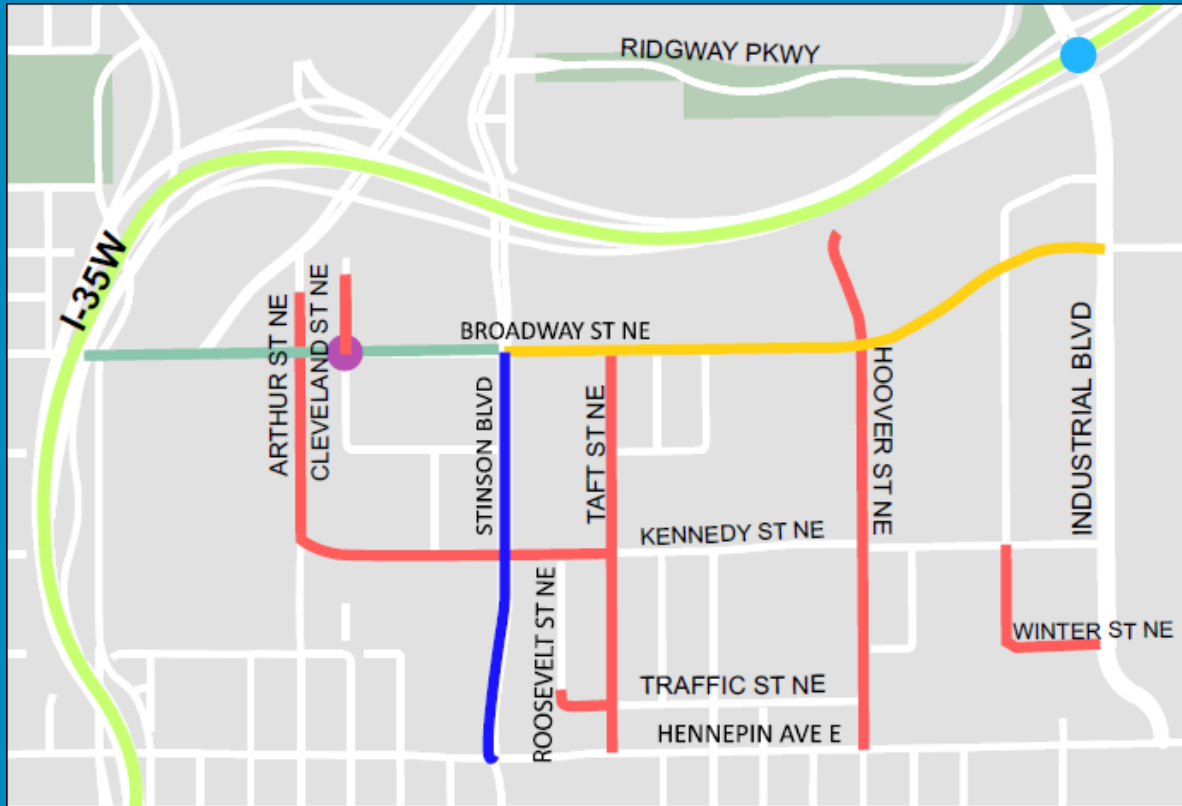 RIDGWAY PKWY
I-35W
ARTHUR ST NE
CLEVELAND ST NE
BROADWAY ST NE
STINSON BLVD
TAFT ST NE
HOOVER ST NE
INDUSTRIAL BLVD
KENNEDY ST NE
ROOSEVELT ST NE
WINTER ST NE
TRAFFIC ST NE
HENNEPIN AVE E